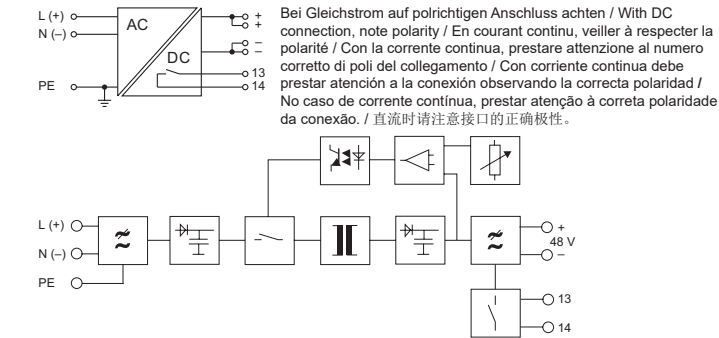 L (+)
N (–)
PE
AC
DC
+
+
–
–
13
14
Bei Gleichstrom auf polrichtigen Anschluss achten / With DC
connection, note polarity / En courant continu, veiller à respecter la
polarité / Con la corrente continua, prestare attenzione al numero
corretto di poli del collegamento / Con corriente continua debe
prestar atención a la conexión observando la correcta polaridad /
No caso de corrente contínua, prestar atenção à correta polaridade
da conexão. / 直流时请注意接口的正确极性。
L (+)
N (–)
PE
+
48 V
–
13
14